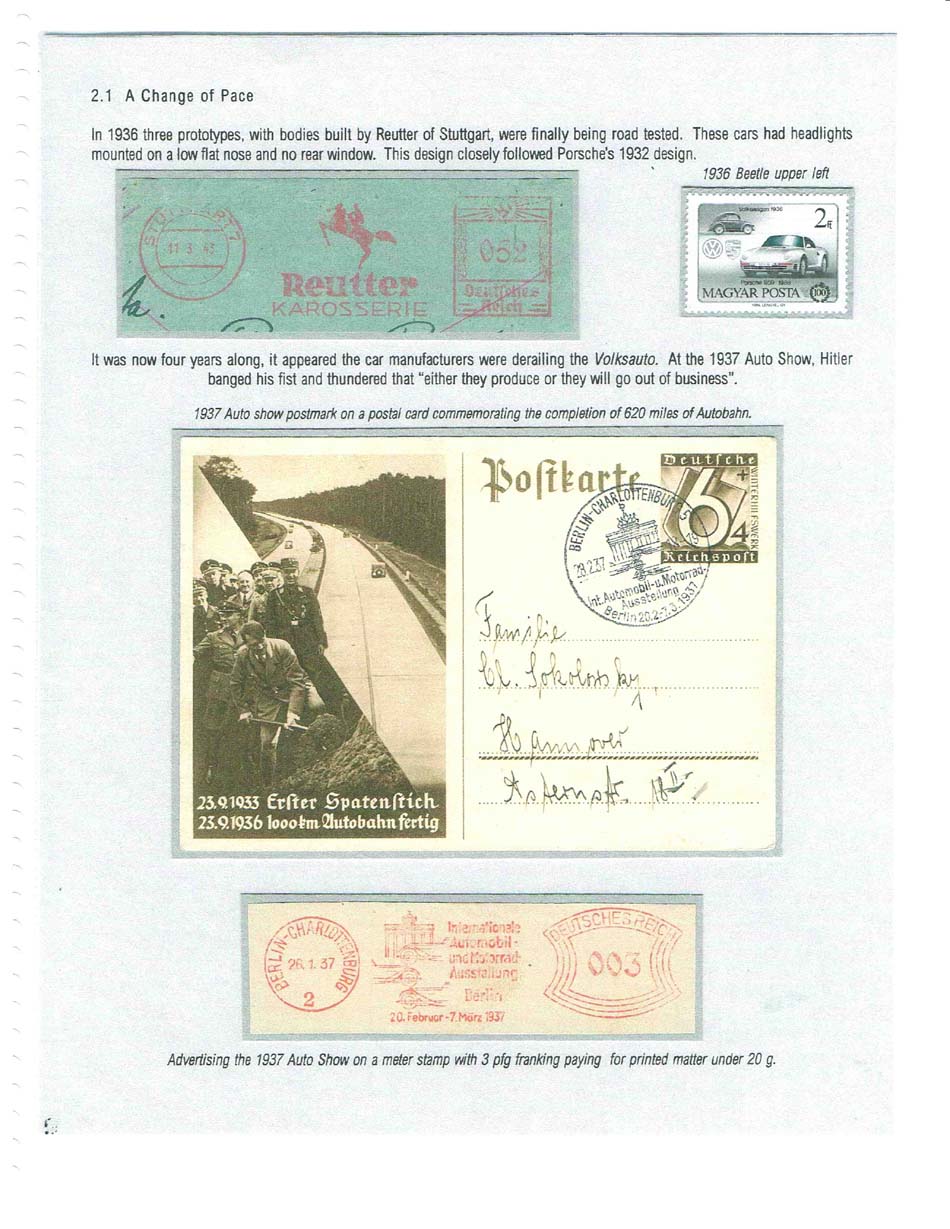 2.1 A Change of Pace
In 1936 three prototypes, with bodies built by Reutter of Stuttgart, were finally being road tested. These cars had headlights
mounted on a low flat nose and no rear window. This design closely followed Porsche's 1932 design.
1936 Beetle upper left
STUTTGART 7
11 3 43
Reutter
KAROSSERIE
052
Deutsches
Reich
Volkswagen 1936
2 Ft
Porsche 959 1986
MAGYAR POSTA
100
It was now four years along, it appeared the car manufacturers were derailing the Volksauto. At the 1937 Auto Show, Hitler
banged his fist and thundered that "either they produce or they will go out of business".
1937 Auto show postmark on a postal card commemorating the completion of 620 miles of Autobahn.
Postkarte
Deutsche
6+4
WINTERHILFSWERK
Reichspost
BERLIN-CHARLOTTENBURG 5
28.2.37
Int. Automobil-u. Motorrad-
Ausstellung
Berlin 20.2.-7.3.1937
Familie
Cl. Sokolowsky
Hannover
Asternstr. 18 II
23.9.1933 Erster Spatenstich
23.9.1936 1000 km Autobahn fertig
BERLIN-CHARLOTTENBURG
26.1.37
2
Internationale
Automobil-
und Motorrad-
Ausstellung
Berlin
20. Februar - 7. März 1937
DEUTSCHES REICH
003
Advertising the 1937 Auto Show on a meter stamp with 3 pfg franking paying for printed matter under 20 g.